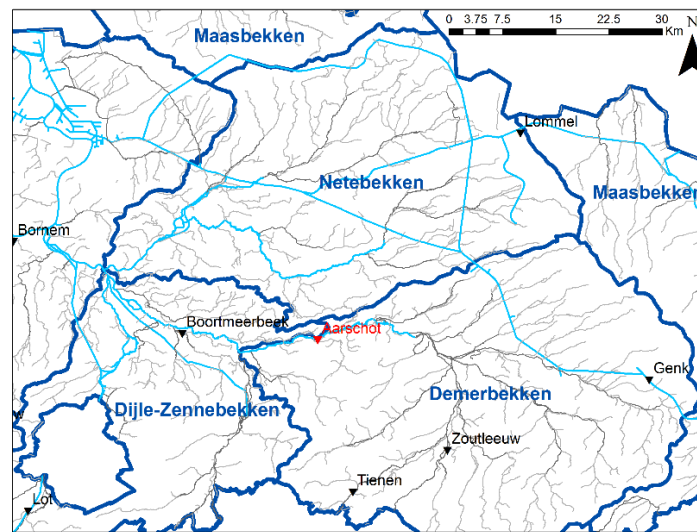 Maasbekken
0 3.75 7.5 15 22.5 30
Km
N
Lommel
Netebekken
Maasbekken
Bornem
Boortmeerbeek
Aarschot
Genk
Dijle-Zennebekken
Demerbekken
Zoutleeuw
Tienen
Lot